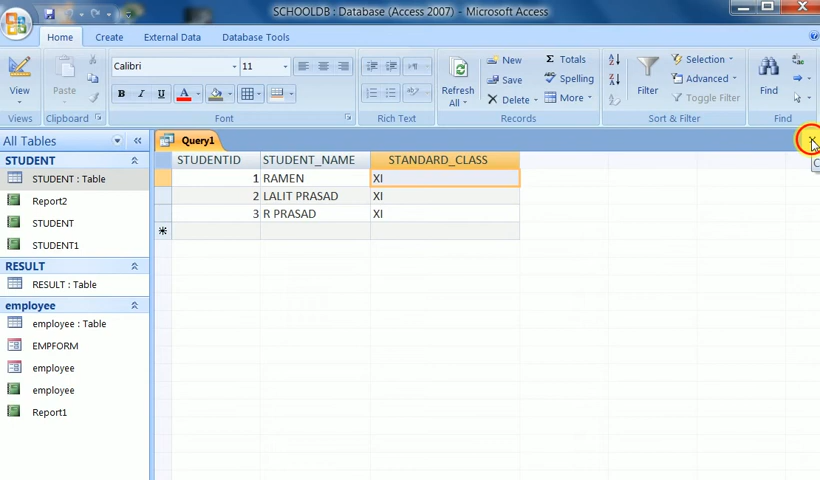 SCHOOLDB : Database (Access 2007) - Microsoft Access
Home Create External Data Database Tools
View
Views
Paste
Clipboard
Calibri 11
B I U A
Font
Rich Text
Refresh All
New
Save
Delete
Σ Totals
Spelling
More
Records
Filter
Selection
Advanced
Toggle Filter
Sort & Filter
Find
Find
All Tables
STUDENT
STUDENT : Table
Report2
STUDENT
STUDENT1
RESULT
RESULT : Table
employee
employee : Table
EMPFORM
employee
employee
Report1
Query1
STUDENTID STUDENT_NAME STANDARD_CLASS
1 RAMEN XI
2 LALIT PRASAD XI
3 R PRASAD XI